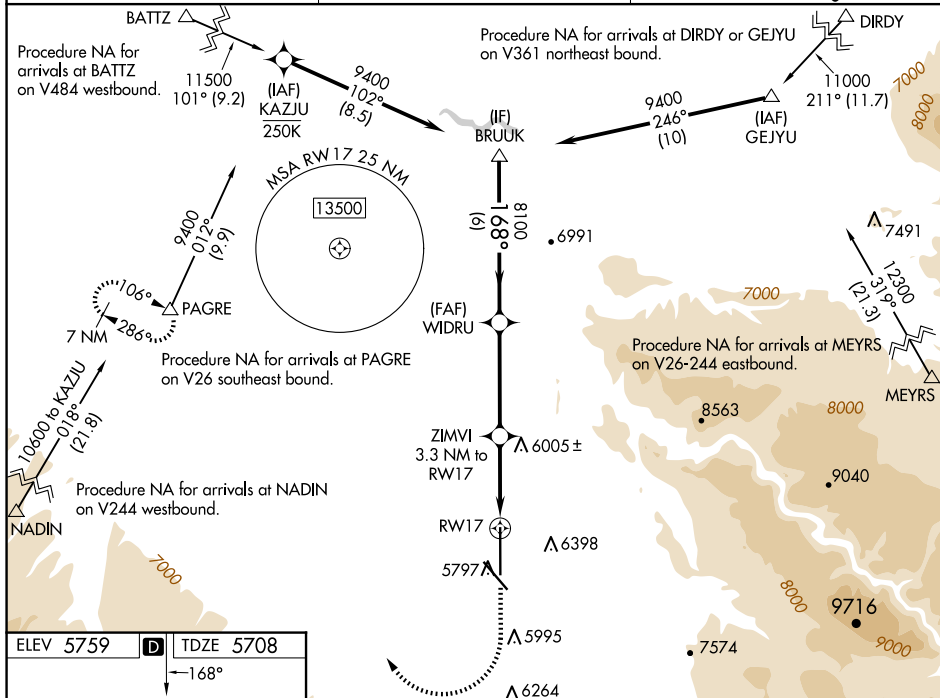 BATTZ
DIRDY
Procedure NA for
arrivals at BATTZ
on V484 westbound.
11500
101° (9.2)
(IAF)
KAZJU
250K
9400
102°
(8.5)
Procedure NA for arrivals at DIRDY or GEJYU
on V361 northeast bound.
11000
211° (11.7)
7000
8000
(IF)
BRUUK
9400
246°
(10)
(IAF)
GEJYU
MSA RW17 25 NM
13500
9400
012°
(9.9)
8100
168°
(6)
6991
7491
12300
319°
(21.3)
106°
286°
PAGRE
7 NM
(FAF)
WIDRU
7000
Procedure NA for arrivals at PAGRE
on V26 southeast bound.
Procedure NA for arrivals at MEYRS
on V26-244 eastbound.
MEYRS
10600 to KAZJU
018°
(21.8)
8563
8000
ZIMVI
3.3 NM to
RW17
6005±
9040
Procedure NA for arrivals at NADIN
on V244 westbound.
NADIN
RW17
6398
5797
7000
8000
9716
9000
5995
7574
6264
ELEV 5759
D
TDZE 5708
168°